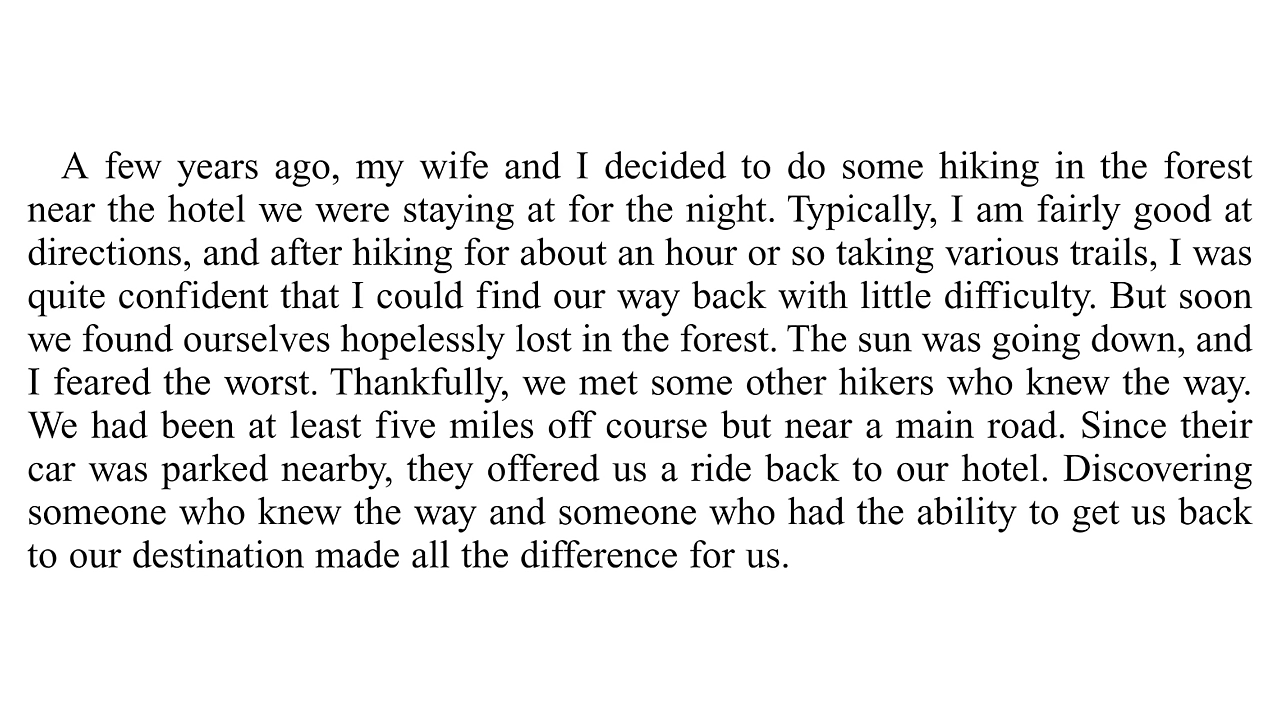 A few years ago, my wife and I decided to do some hiking in the forest
near the hotel we were staying at for the night. Typically, I am fairly good at
directions, and after hiking for about an hour or so taking various trails, I was
quite confident that I could find our way back with little difficulty. But soon
we found ourselves hopelessly lost in the forest. The sun was going down, and
I feared the worst. Thankfully, we met some other hikers who knew the way.
We had been at least five miles off course but near a main road. Since their
car was parked nearby, they offered us a ride back to our hotel. Discovering
someone who knew the way and someone who had the ability to get us back
to our destination made all the difference for us.